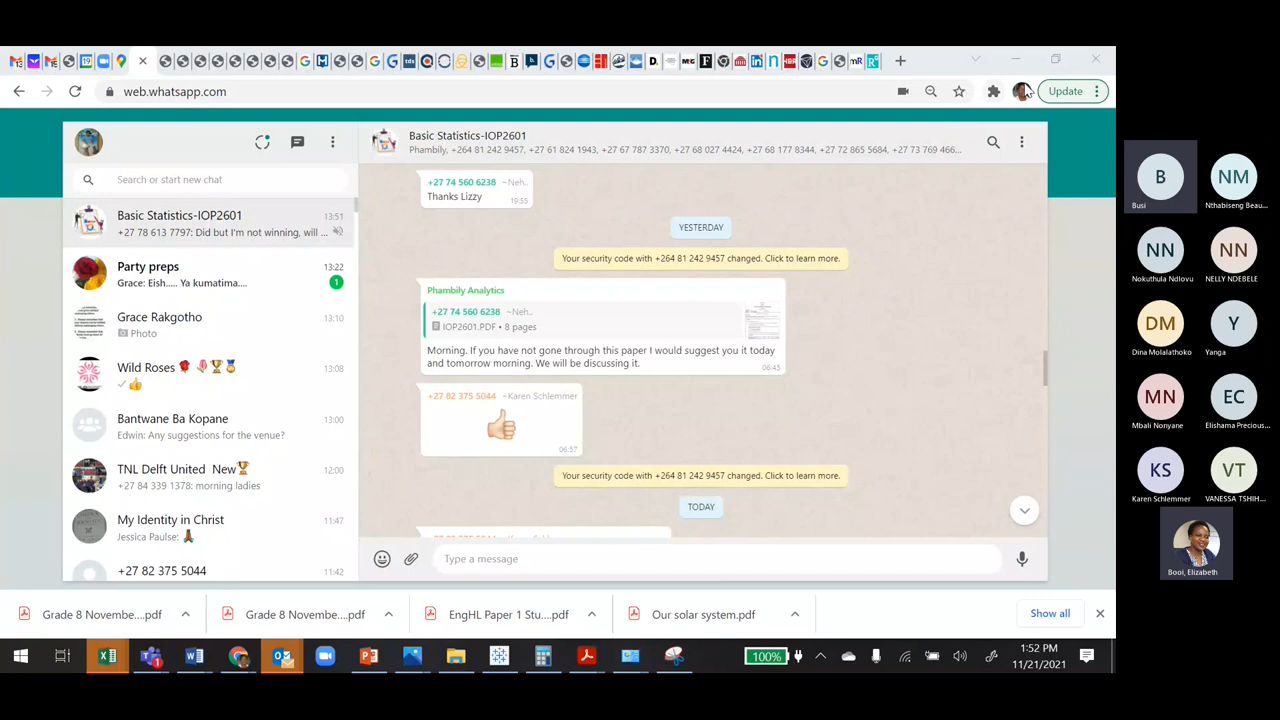 web.whatsapp.com
Update
Basic Statistics-IOP2601
Phambily, +264 81 242 9457, +27 61 824 1943, +27 67 787 3370, +27 68 027 4424, +27 68 177 8344, +27 72 865 5684, +27 73 769 466...
Search or start new chat
Basic Statistics-IOP2601
13:51
+27 78 613 7797: Did but I'm not winning, will ...
Party preps
13:22
Grace: Eish..... Ya kumatima....
1
Grace Rakgotho
13:10
Photo
Wild Roses
13:08
Bantwane Ba Kopane
13:00
Edwin: Any suggestions for the venue?
TNL Delft United New
12:00
+27 84 339 1378: morning ladies
My Identity in Christ
11:47
Jessica Paulse:
+27 82 375 5044
11:42
+27 74 560 6238 ~Neh..
Thanks Lizzy
19:55
YESTERDAY
Your security code with +264 81 242 9457 changed. Click to learn more.
Phambily Analytics
+27 74 560 6238 ~Neh..
IOP2601.PDF • 8 pages
Morning. If you have not gone through this paper I would suggest you it today
and tomorrow morning. We will be discussing it.
06:45
+27 82 375 5044 ~Karen Schlemmer
06:57
Your security code with +264 81 242 9457 changed. Click to learn more.
TODAY
Type a message
Grade 8 Novembe....pdf
Grade 8 Novembe....pdf
EngHL Paper 1 Stu....pdf
Our solar system.pdf
Show all
100%
1:52 PM
11/21/2021
B
Busi
NM
Nthabiseng Beau...
NN
Nokuthula Ndlovu
NN
NELLY NDEBELE
DM
Dina Molalathoko
Y
Yanga
MN
Mbali Nonyane
EC
Elishama Precious...
KS
Karen Schlemmer
VT
VANESSA TSHIH...
Booi, Elizabeth